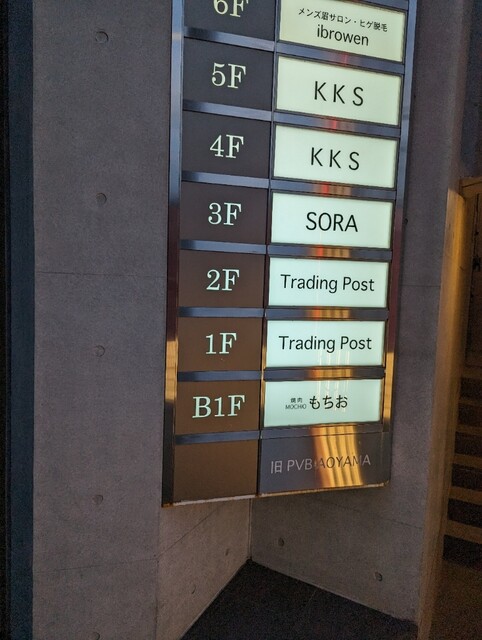 6F
メンズ眉サロン・ヒゲ脱毛
ibrowen
5F
KKS
4F
KKS
3F
SORA
2F
Trading Post
1F
Trading Post
B1F
焼肉
MOCHIO もちお
旧 PVB AOYAMA